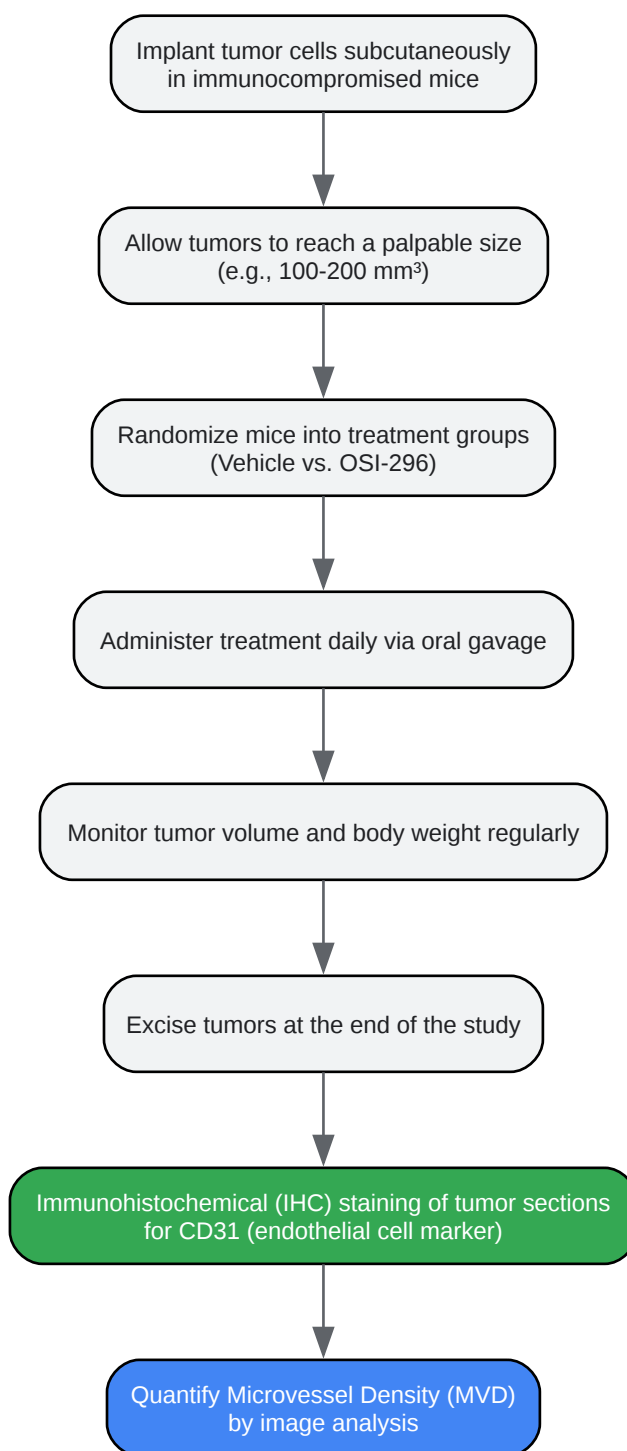 Implant tumor cells subcutaneously
in immunocompromised mice
Allow tumors to reach a palpable size
(e.g., 100-200 mm³)
Randomize mice into treatment groups
(Vehicle vs. OSI-296)
Administer treatment daily via oral gavage
Monitor tumor volume and body weight regularly
Excise tumors at the end of the study
Immunohistochemical (IHC) staining of tumor sections
for CD31 (endothelial cell marker)
Quantify Microvessel Density (MVD)
by image analysis